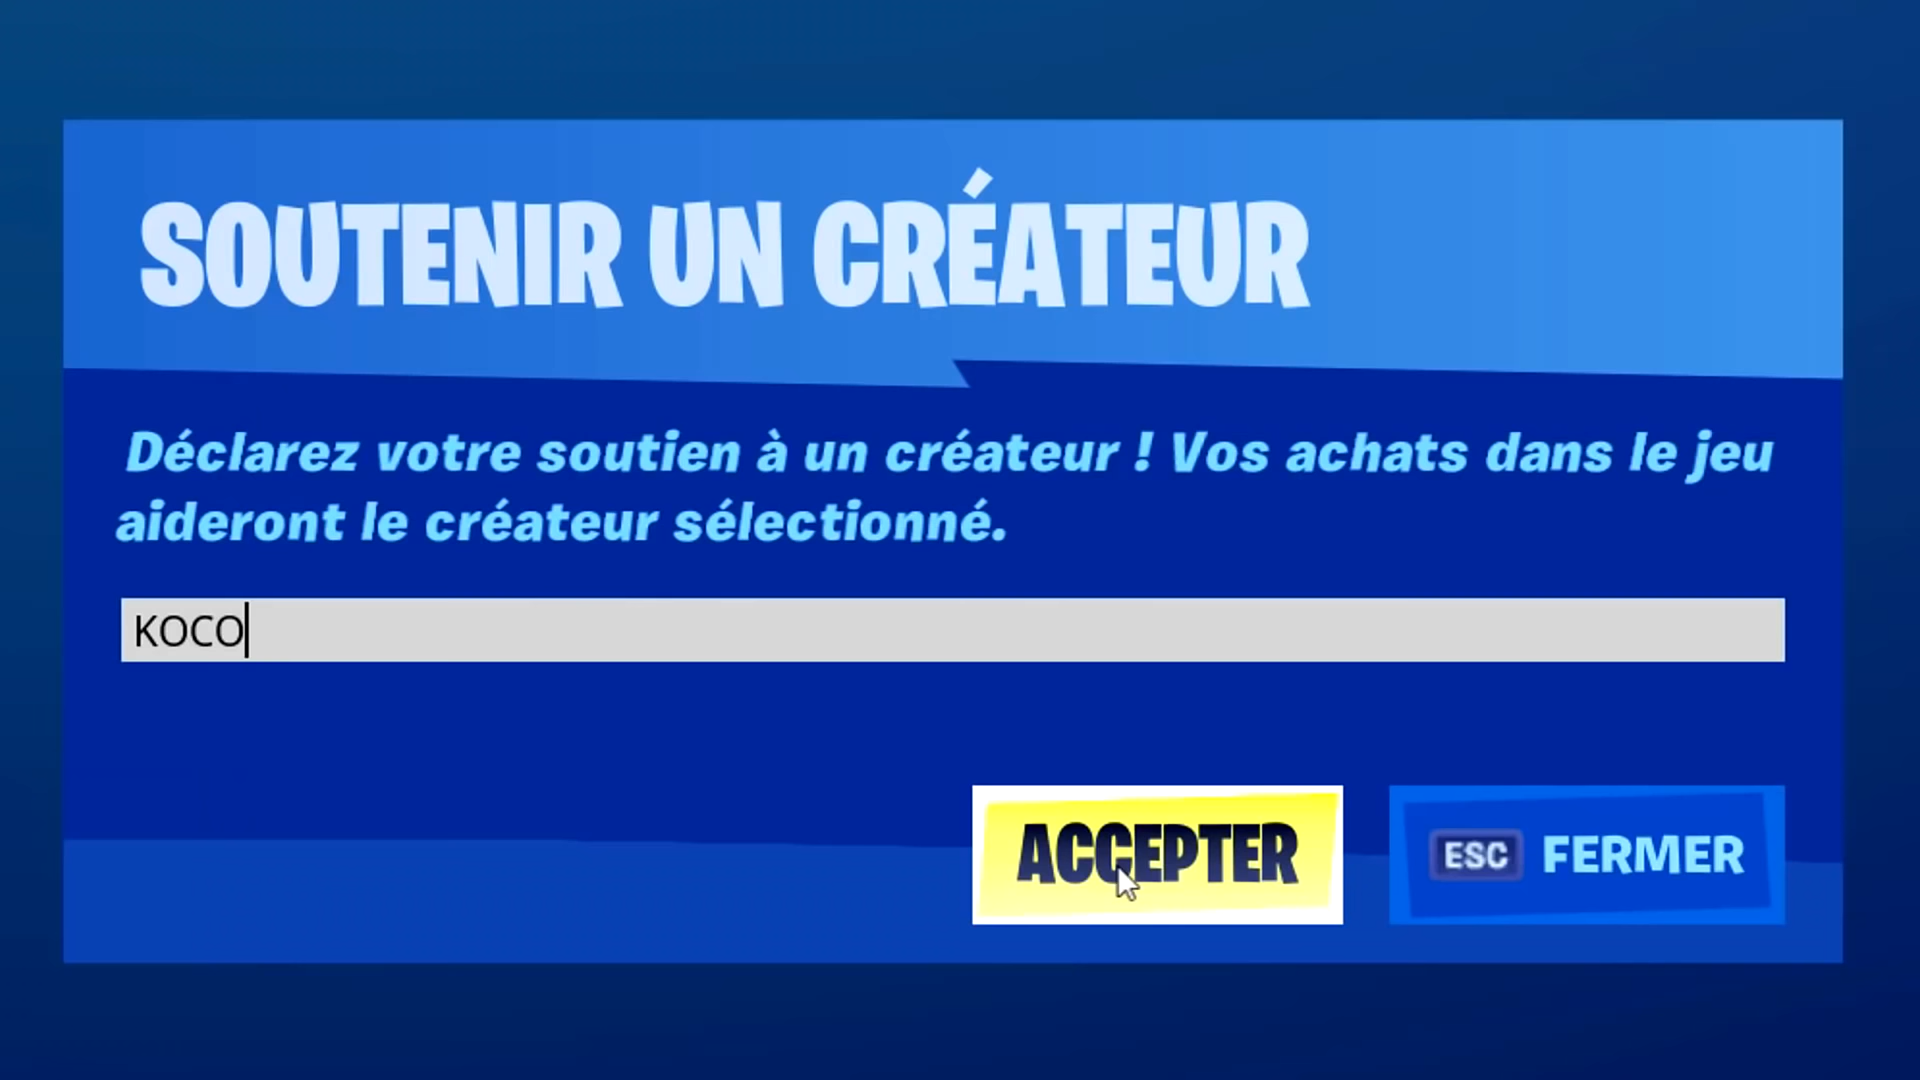 SOUTENIR UN CRÉATEUR
Déclarez votre soutien à un créateur ! Vos achats dans le jeu
aideront le créateur sélectionné.
KOCO
ACCEPTER
ESC FERMER